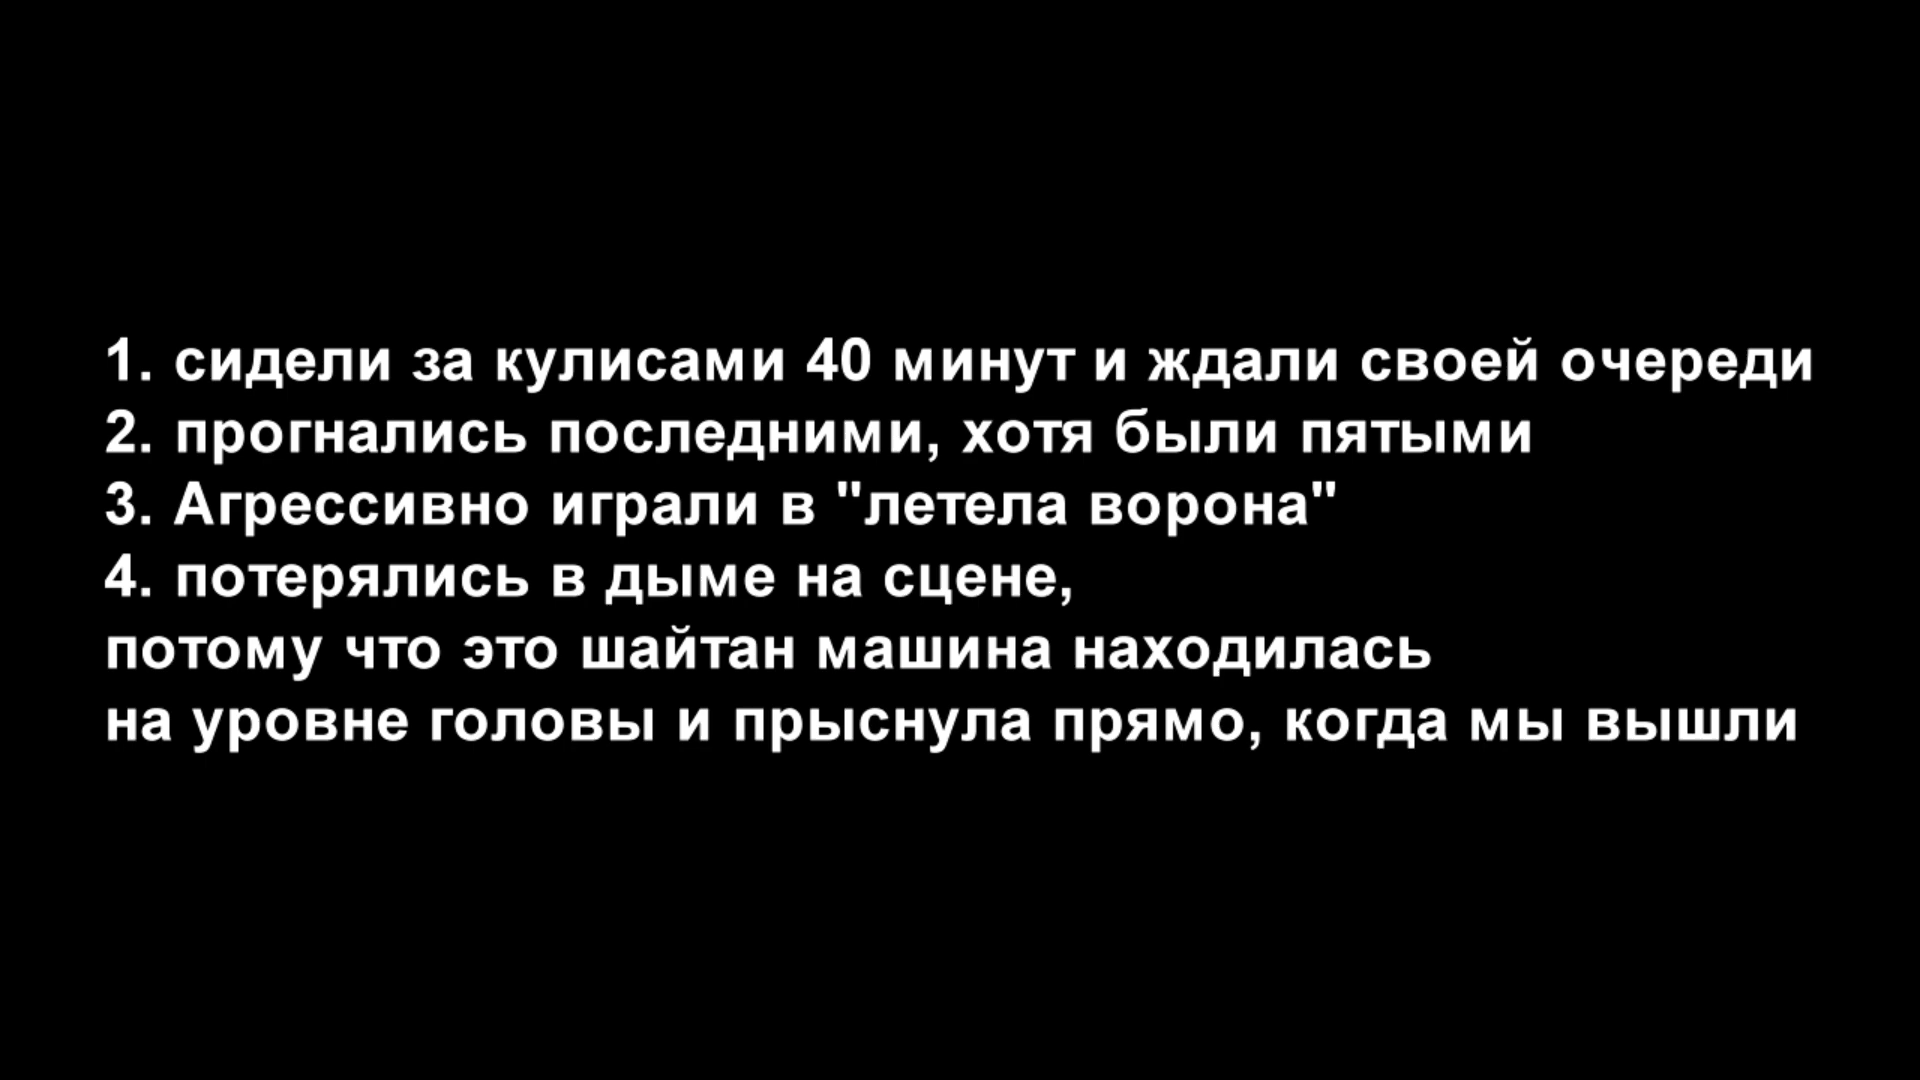 1. сидели за кулисами 40 минут и ждали своей очереди
2. прогнались последними, хотя были пятыми
3. Агрессивно играли в "летела ворона"
4. потерялись в дыме на сцене,
потому что это шайтан машина находилась
на уровне головы и прыснула прямо, когда мы вышли